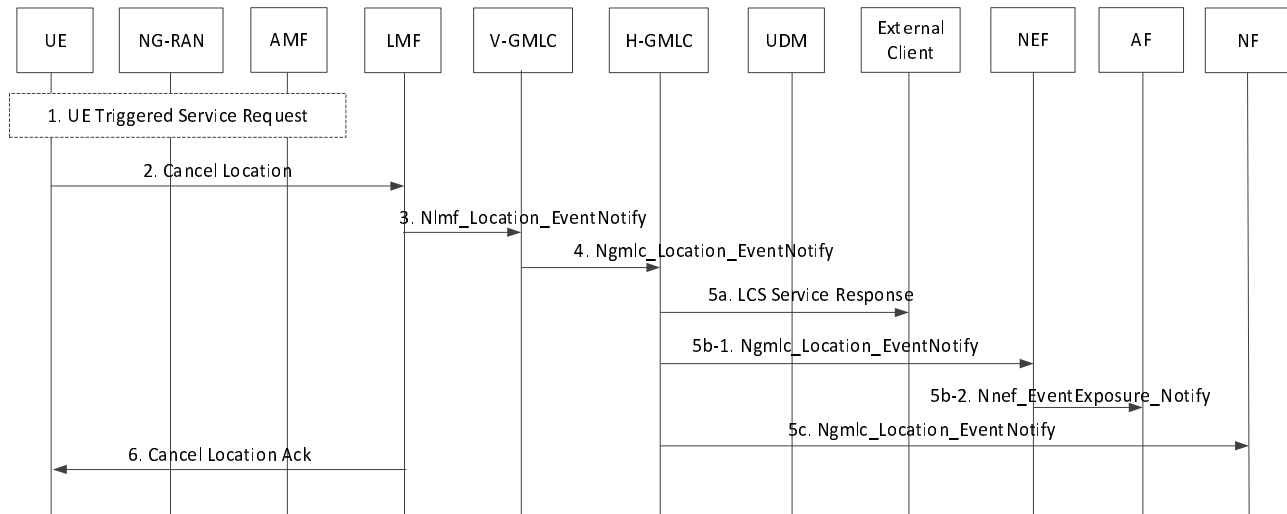 UE
NG-RAN
AMF
LMF
V-GMLC
H-GMLC
UDM
External
Client
NEF
AF
NF
1. UE Triggered Service Request
2. Cancel Location
3. Nlmf_Location_EventNotify
4. Ngmlc_Location_EventNotify
5a. LCS Service Response
5b-1. Ngmlc_Location_EventNotify
5b-2. Nnef_EventExposure_Notify
5c. Ngmlc_Location_EventNotify
6. Cancel Location Ack